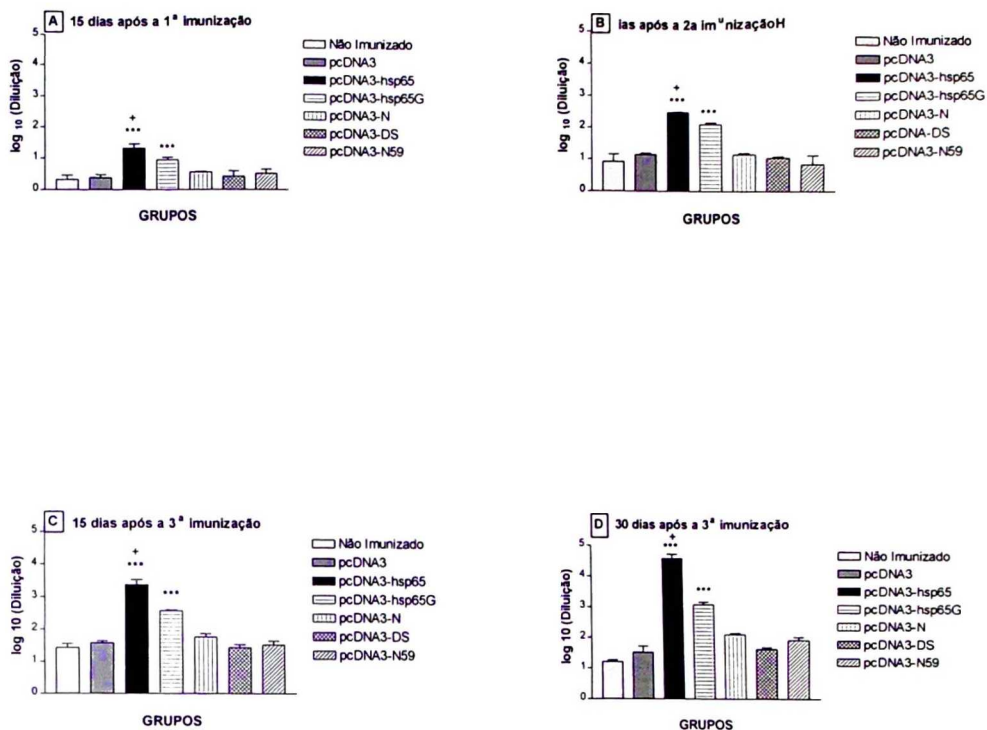 A 15 dias após a 1ª imunização
5
4
3
2
1
0
log 10 (Diluição)
GRUPOS
Não Imunizado
pcDNA3
pcDNA3-hsp65
pcDNA3-hsp65G
pcDNA3-N
pcDNA3-DS
pcDNA3-N59
+
***
***
B ias após a 2a imunizaçãoH
5
4
3
2
1
0
log 10 (Diluição)
GRUPOS
Não Imunizado
pcDNA3
pcDNA3-hsp65
pcDNA3-hsp65G
pcDNA3-N
pcDNA-DS
pcDNA3-N59
+
***
***
C 15 dias após a 3ª imunização
5
4
3
2
1
0
log 10 (Diluição)
GRUPOS
Não Imunizado
pcDNA3
pcDNA3-hsp65
pcDNA3-hsp65G
pcDNA3-N
pcDNA3-DS
pcDNA3-N59
+
***
***
D 30 dias após a 3ª imunização
5
4
3
2
1
0
log 10 (Diluição)
GRUPOS
Não Imunizado
pcDNA3
pcDNA3-hsp65
pcDNA3-hsp65G
pcDNA3-N
pcDNA3-DS
pcDNA3-N59
+
***
***